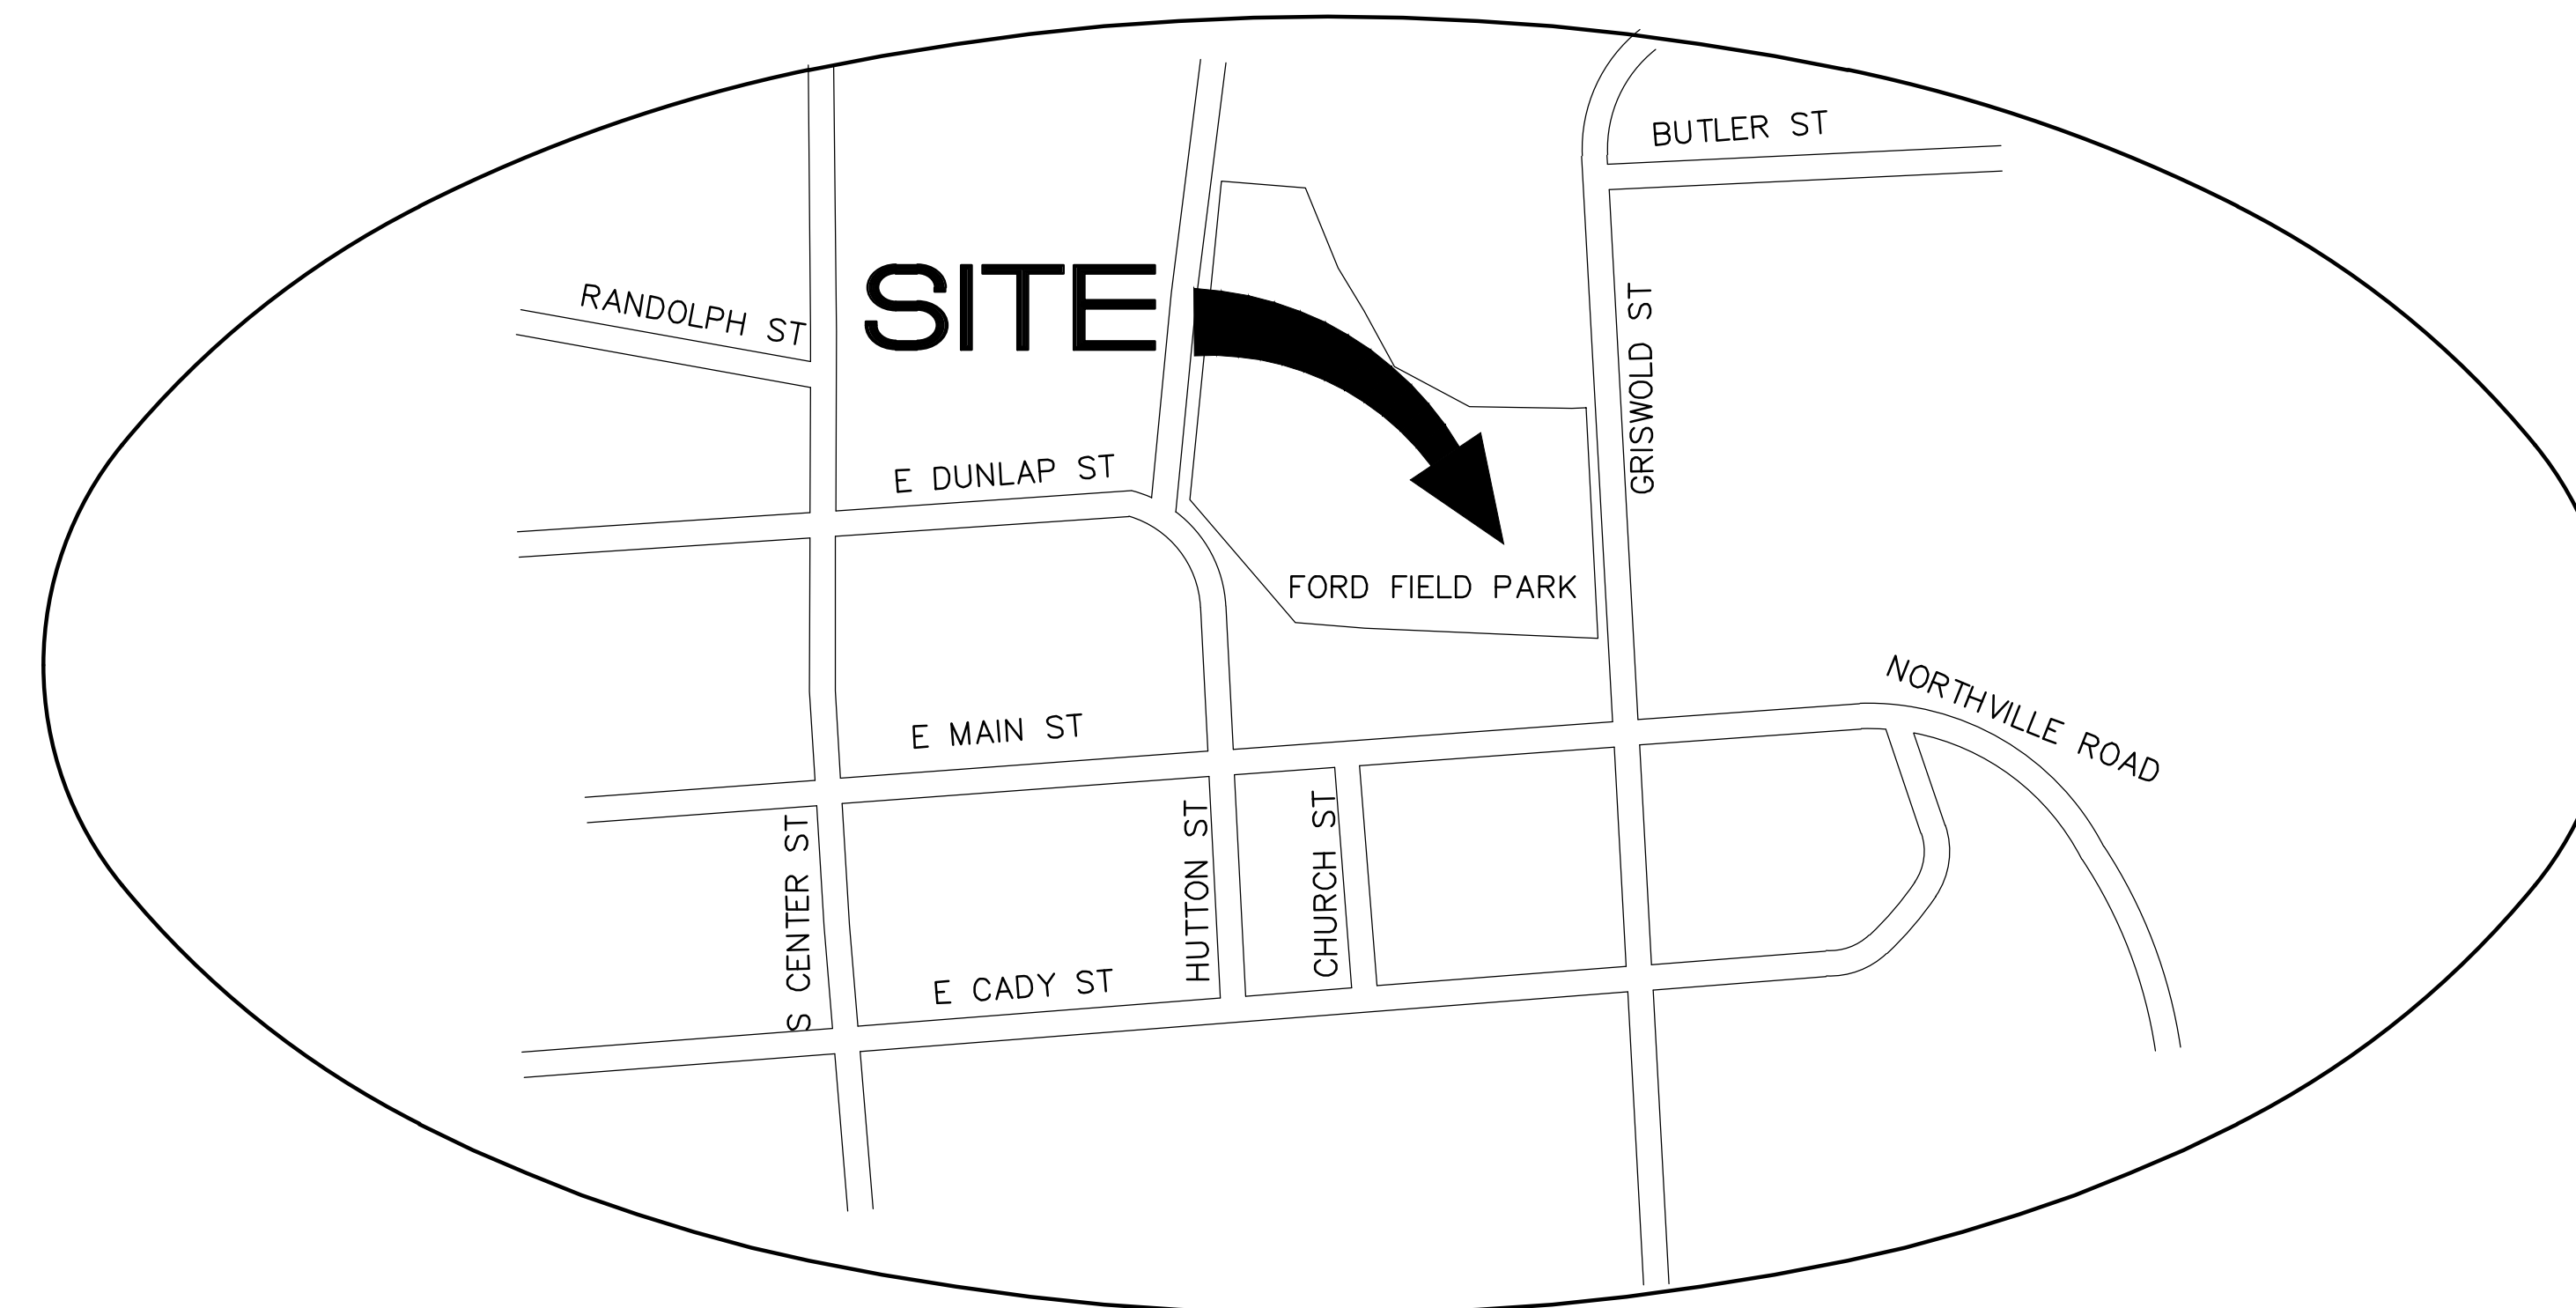 BUTLER ST
RANDOLPH ST
SITE
GRISWOLD ST
E DUNLAP ST
FORD FIELD PARK
NORTHVILLE ROAD
E MAIN ST
S CENTER ST
HUTTON ST
CHURCH ST
E CADY ST